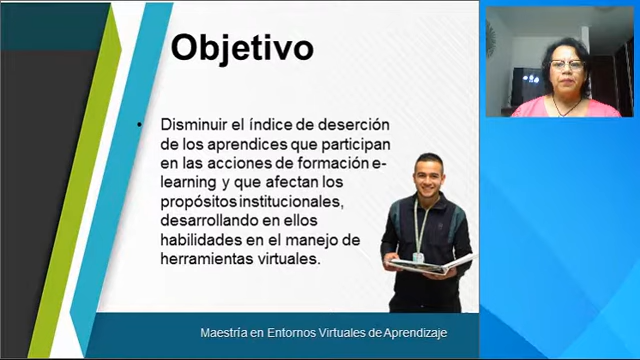 Objetivo
• Disminuir el índice de deserción
de los aprendices que participan
en las acciones de formación e-
learning y que afectan los
propósitos institucionales,
desarrollando en ellos
habilidades en el manejo de
herramientas virtuales.
Maestría en Entornos Virtuales de Aprendizaje